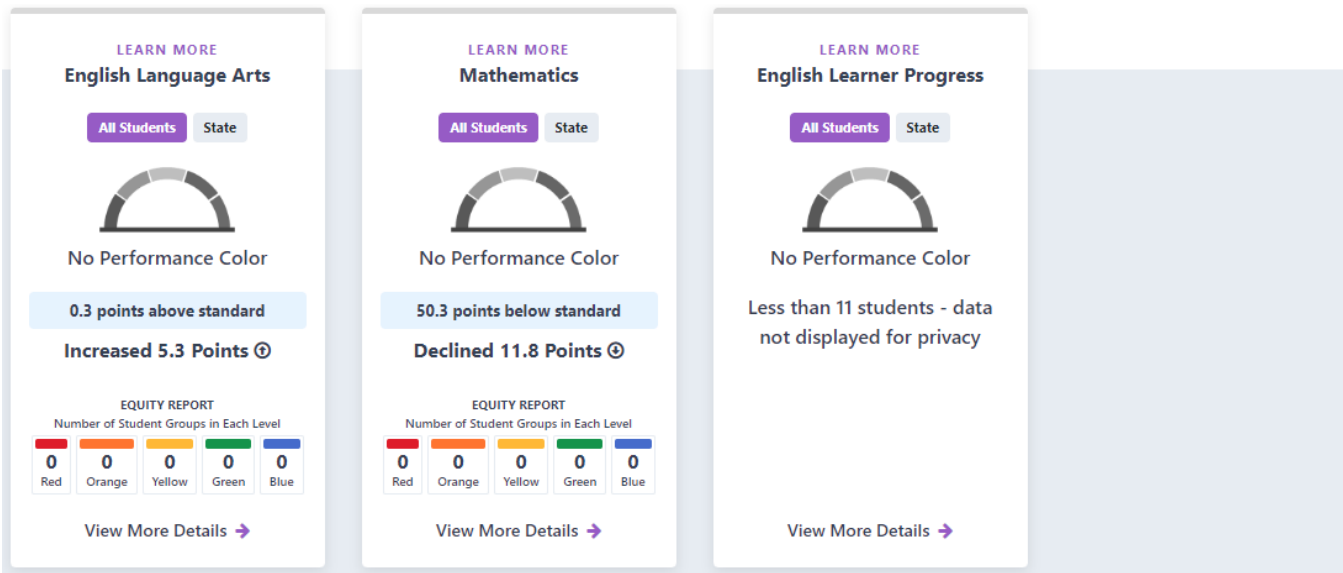 LEARN MORE
English Language Arts
All Students State
No Performance Color
0.3 points above standard
Increased 5.3 Points
EQUITY REPORT
Number of Student Groups in Each Level
0 0 0 0 0
Red Orange Yellow Green Blue
View More Details
LEARN MORE
Mathematics
All Students State
No Performance Color
50.3 points below standard
Declined 11.8 Points
EQUITY REPORT
Number of Student Groups in Each Level
0 0 0 0 0
Red Orange Yellow Green Blue
View More Details
LEARN MORE
English Learner Progress
All Students State
No Performance Color
Less than 11 students - data
not displayed for privacy
View More Details